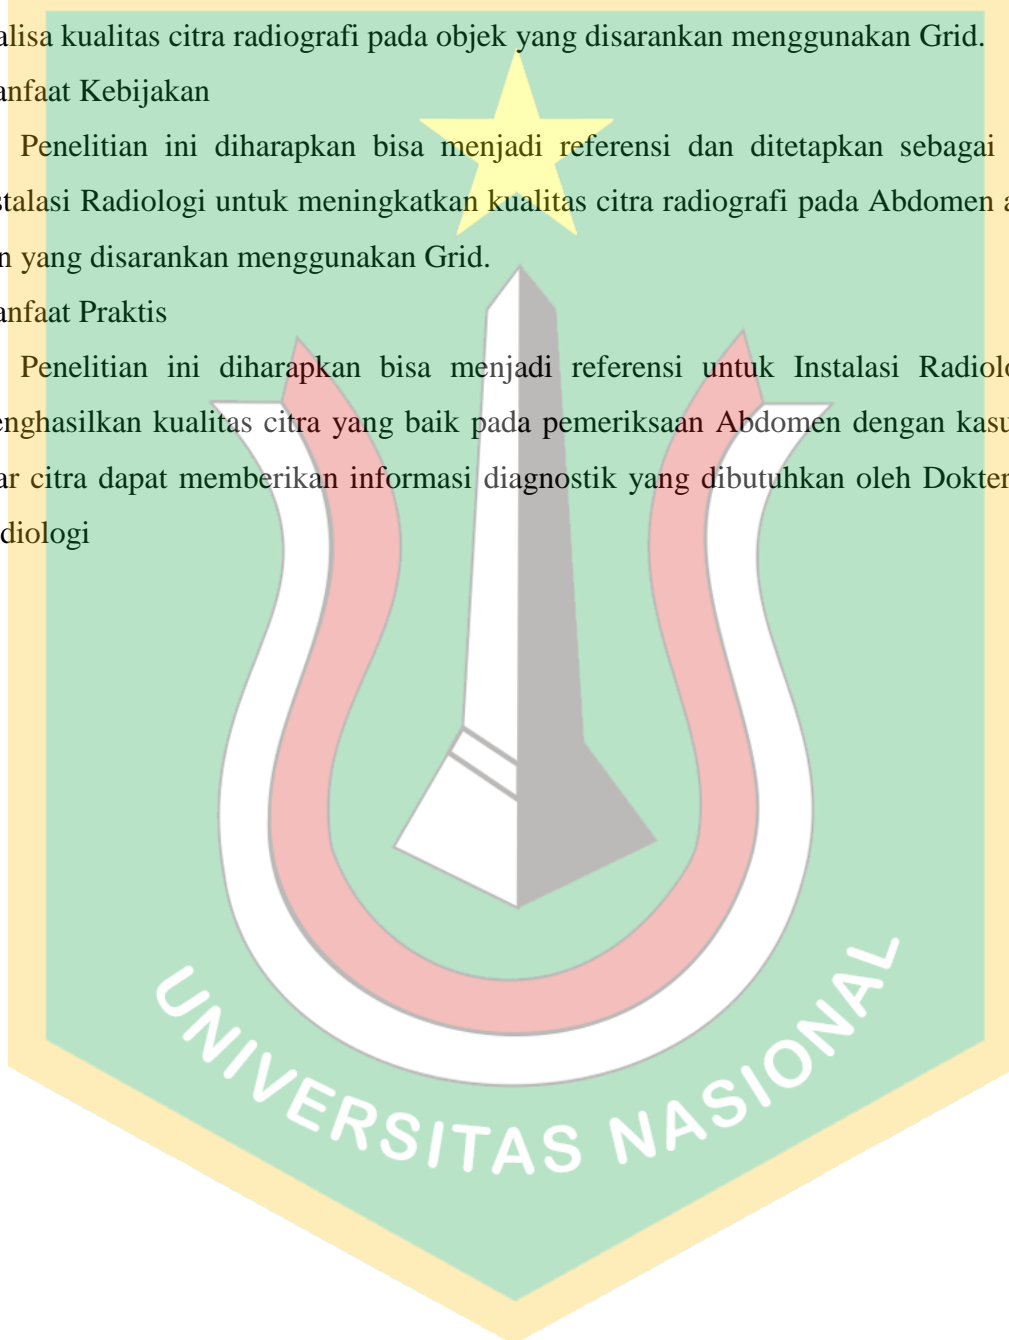 alisa kualitas citra radiografi pada objek yang disarankan menggunakan Grid.
anfaat Kebijakan
Penelitian ini diharapkan bisa menjadi referensi dan ditetapkan sebagai
stalasi Radiologi untuk meningkatkan kualitas citra radiografi pada Abdomen a
n yang disarankan menggunakan Grid.
anfaat Praktis
Penelitian ini diharapkan bisa menjadi referensi untuk Instalasi Radiolo
enghasilkan kualitas citra yang baik pada pemeriksaan Abdomen dengan kasu
ar citra dapat memberikan informasi diagnostik yang dibutuhkan oleh Dokter
diologi
UNIVERSITAS NASIONAL